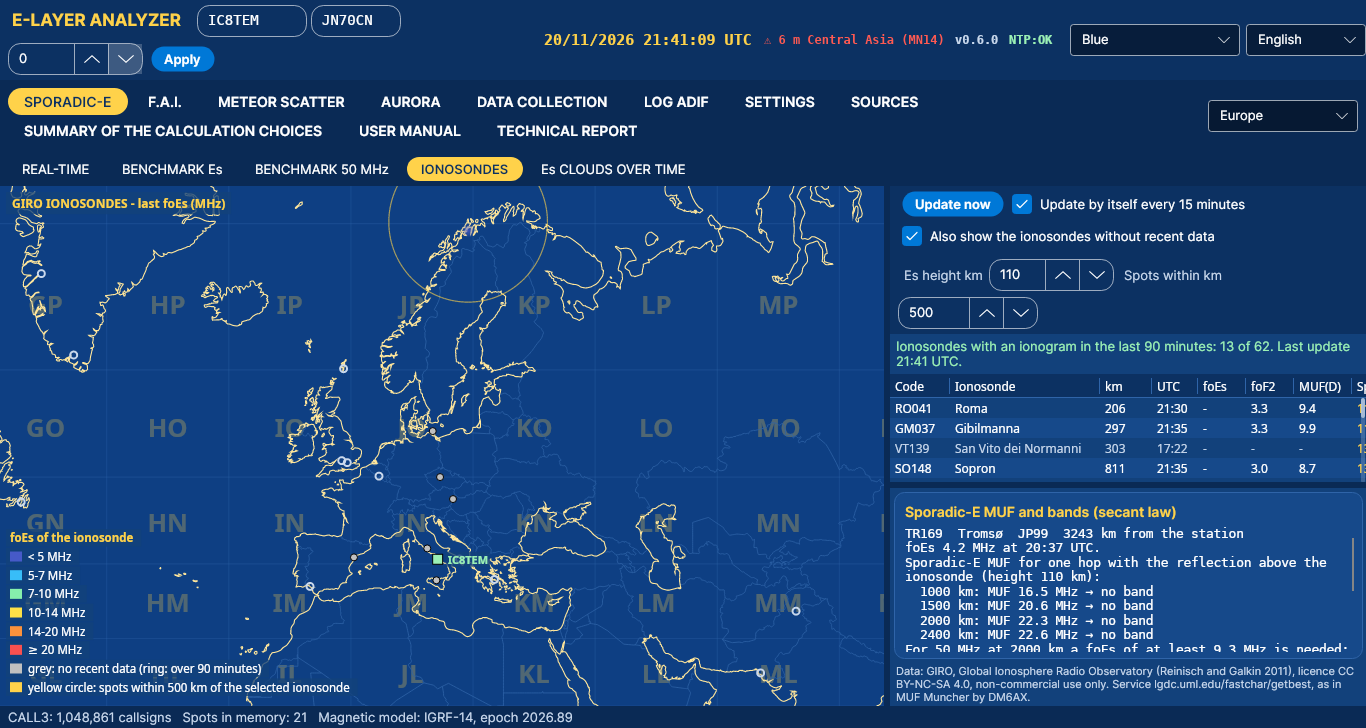 E-LAYER ANALYZER IC8TEM JN70CN
20/11/2026 21:41:09 UTC ⚠ 6 m Central Asia (MN14) v0.6.0 NTP:OK Blue English
0 Apply
SPORADIC-E F.A.I. METEOR SCATTER AURORA DATA COLLECTION LOG ADIF SETTINGS SOURCES
Europe
SUMMARY OF THE CALCULATION CHOICES USER MANUAL TECHNICAL REPORT
REAL-TIME BENCHMARK Es BENCHMARK 50 MHz IONOSONDES Es CLOUDS OVER TIME
GIRO IONOSONDES - last foEs (MHz)
GP HP IP JP KP LP MP
GO HO IO JO KO LO MO
GN HN IN JN KN LN MN
IC8TEM
HM IM JM KM LM MM
JL KL LL ML
foEs of the ionosonde
< 5 MHz
5-7 MHz
7-10 MHz
10-14 MHz
14-20 MHz
≥ 20 MHz
grey: no recent data (ring: over 90 minutes)
yellow circle: spots within 500 km of the selected ionosonde
Update now Update by itself every 15 minutes
Also show the ionosondes without recent data
Es height km 110 Spots within km
500
Ionosondes with an ionogram in the last 90 minutes: 13 of 62. Last update
21:41 UTC.
Code Ionosonde km UTC foEs foF2 MUF(D) Sp
RO041 Roma 206 21:30 - 3.3 9.4
GM037 Gibilmanna 297 21:35 - 3.3 9.9
VT139 San Vito dei Normanni 303 17:22 - - -
SO148 Sopron 811 21:35 - 3.0 8.7
Sporadic-E MUF and bands (secant law)
TR169 Tromsø JP99 3243 km from the station
foEs 4.2 MHz at 20:37 UTC.
Sporadic-E MUF for one hop with the reflection above the
ionosonde (height 110 km):
1000 km: MUF 16.5 MHz → no band
1500 km: MUF 20.6 MHz → no band
2000 km: MUF 22.3 MHz → no band
2400 km: MUF 22.6 MHz → no band
For 50 MHz at 2000 km a foEs of at least 9.3 MHz is needed;
Data: GIRO, Global Ionosphere Radio Observatory (Reinisch and Galkin 2011), licence CC
BY-NC-SA 4.0, non-commercial use only. Service lgdc.uml.edu/fastchar/getbest, as in
MUF Muncher by DM6AX.
CALL3: 1,048,861 callsigns Spots in memory: 21 Magnetic model: IGRF-14, epoch 2026.89